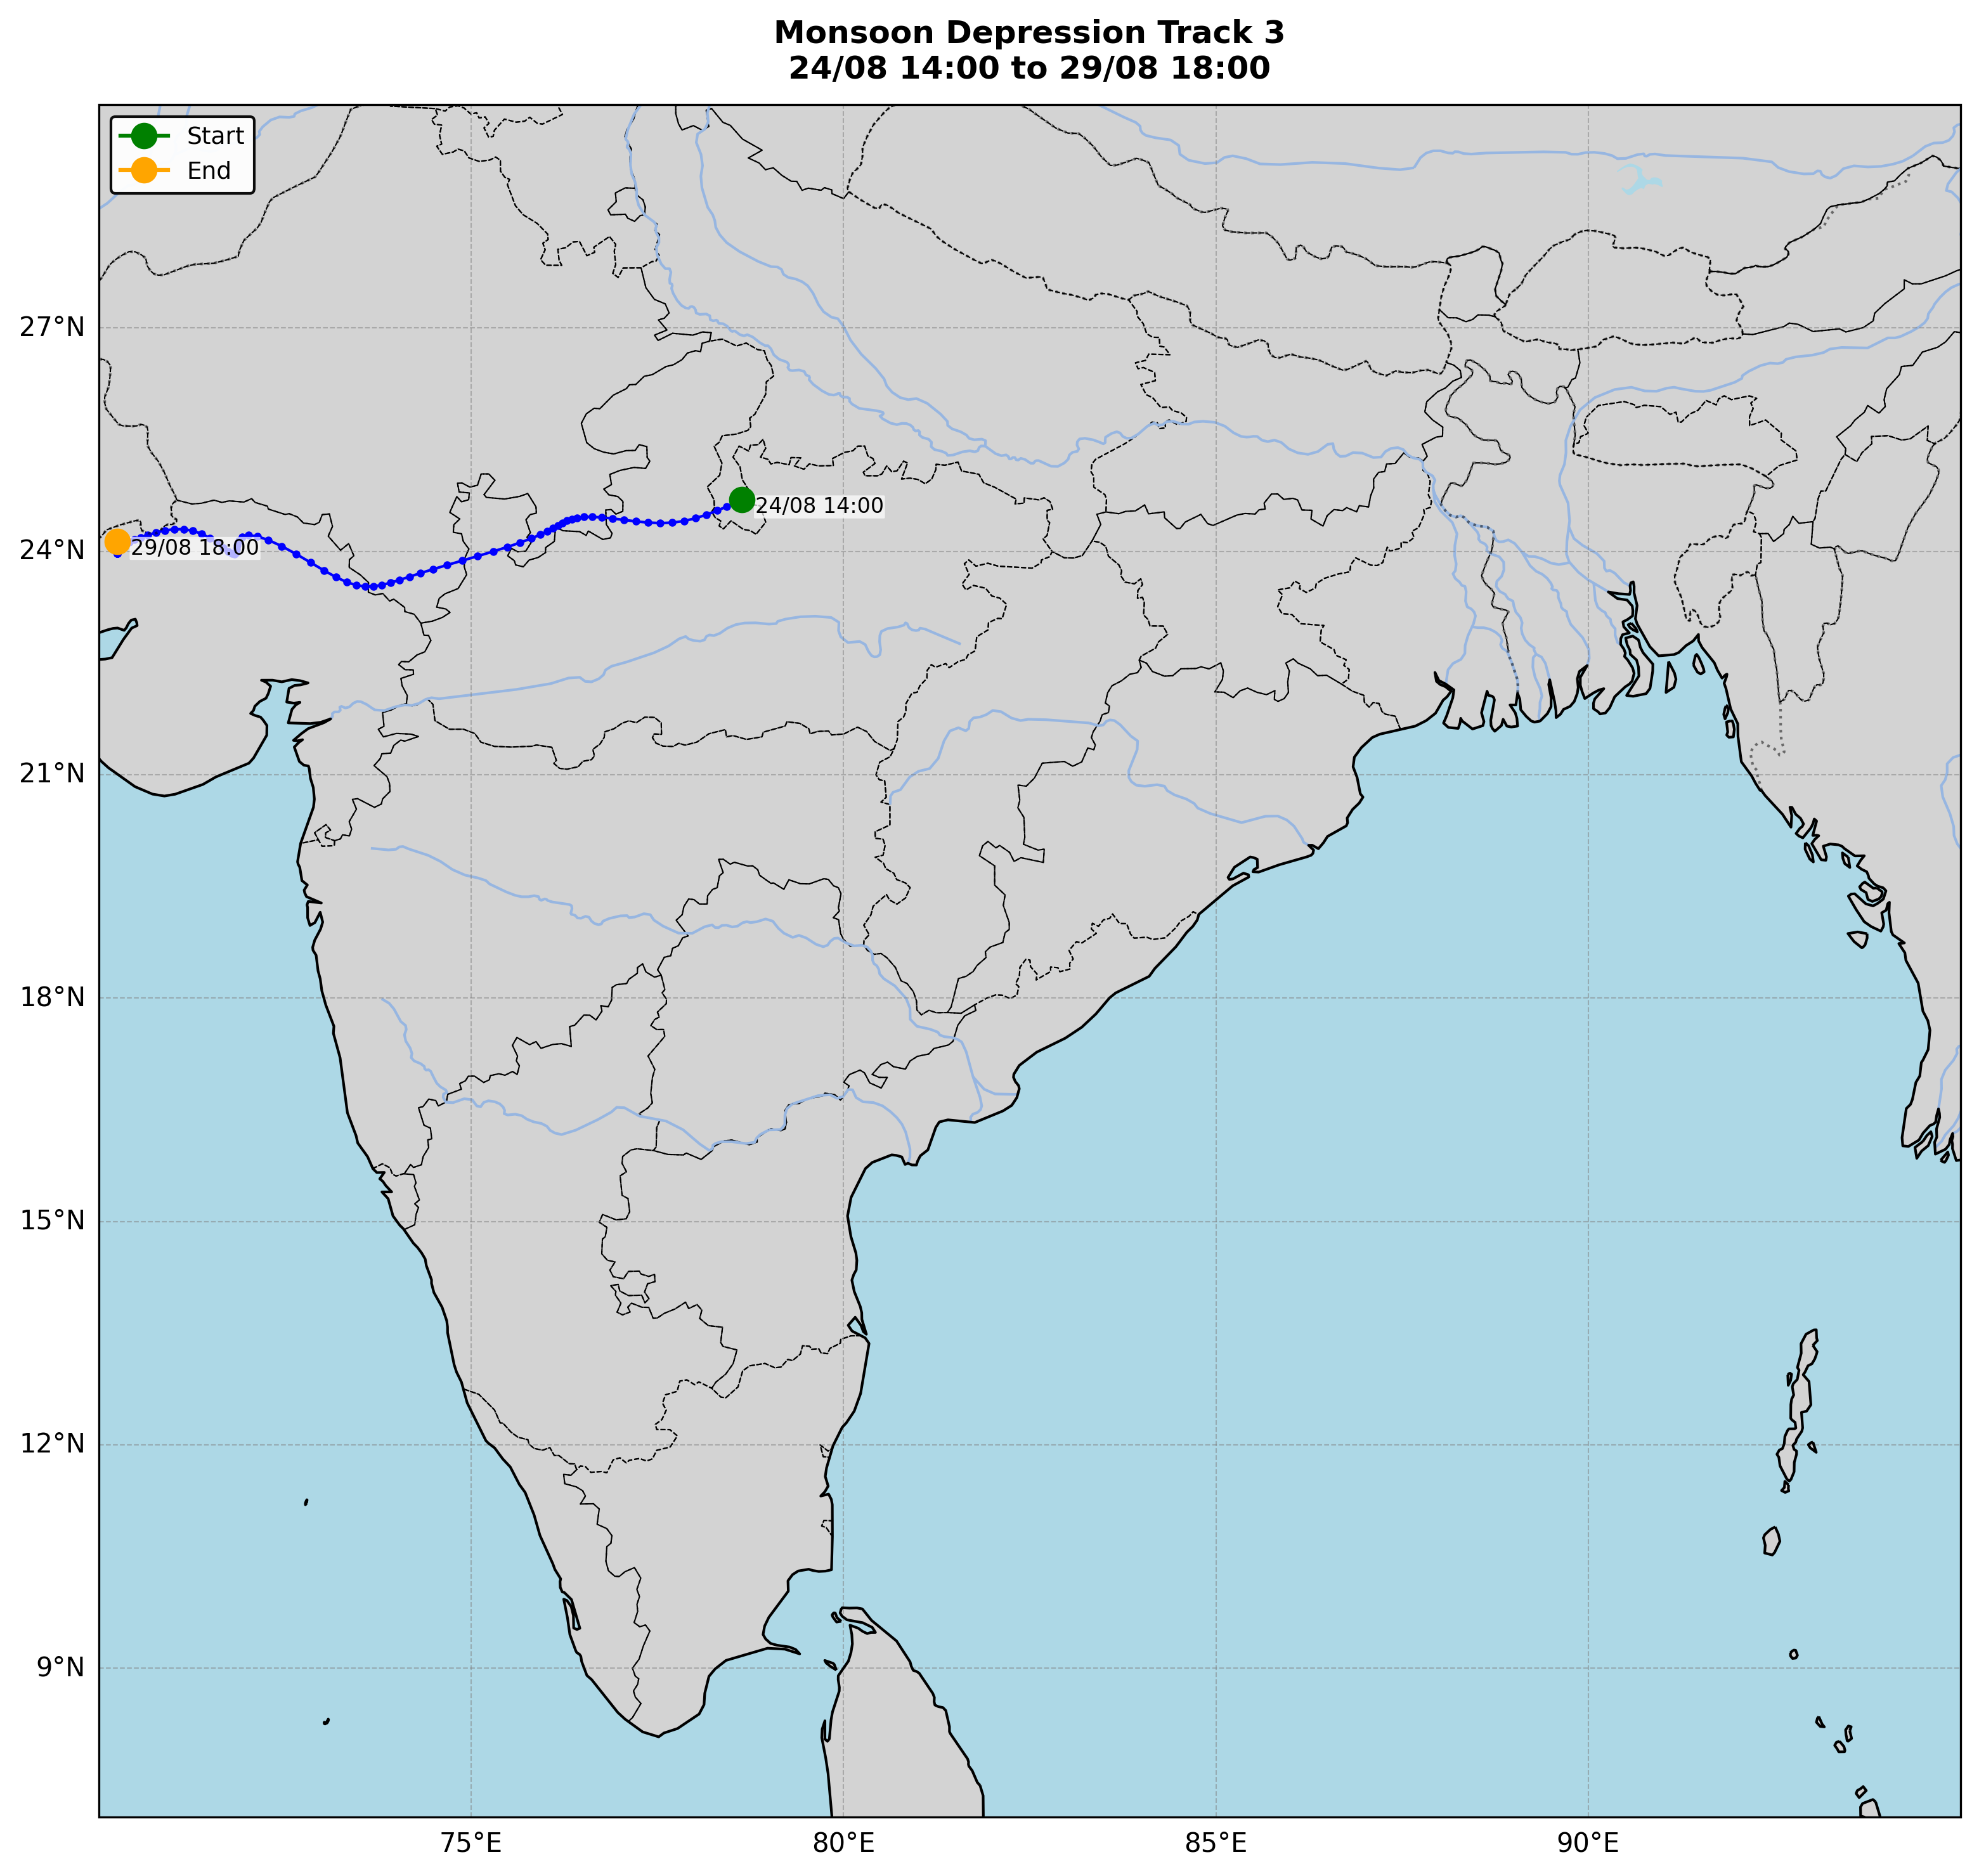 Monsoon Depression Track 3
24/08 14:00 to 29/08 18:00
Start
End
27°N
24°N
21°N
18°N
15°N
12°N
9°N
24/08 14:00
29/08 18:00
75°E
80°E
85°E
90°E